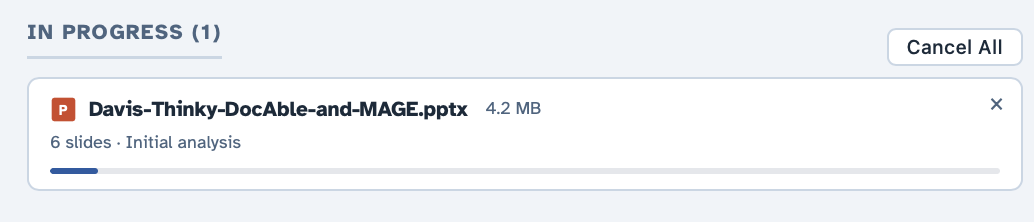 IN PROGRESS (1)
Cancel All
P Davis-Thinky-DocAble-and-MAGE.pptx 4.2 MB ×
6 slides · Initial analysis